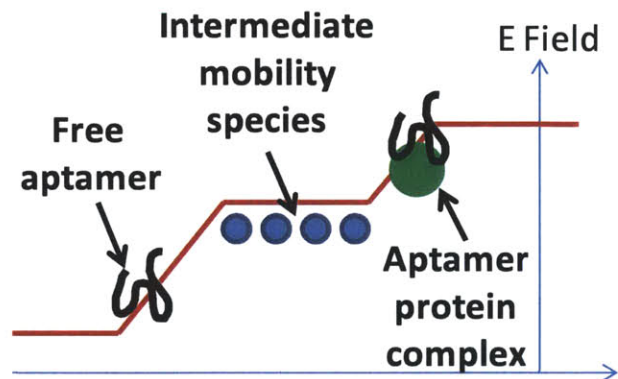 Intermediate
mobility
species
E Field
Free
aptamer
Aptamer
protein
complex